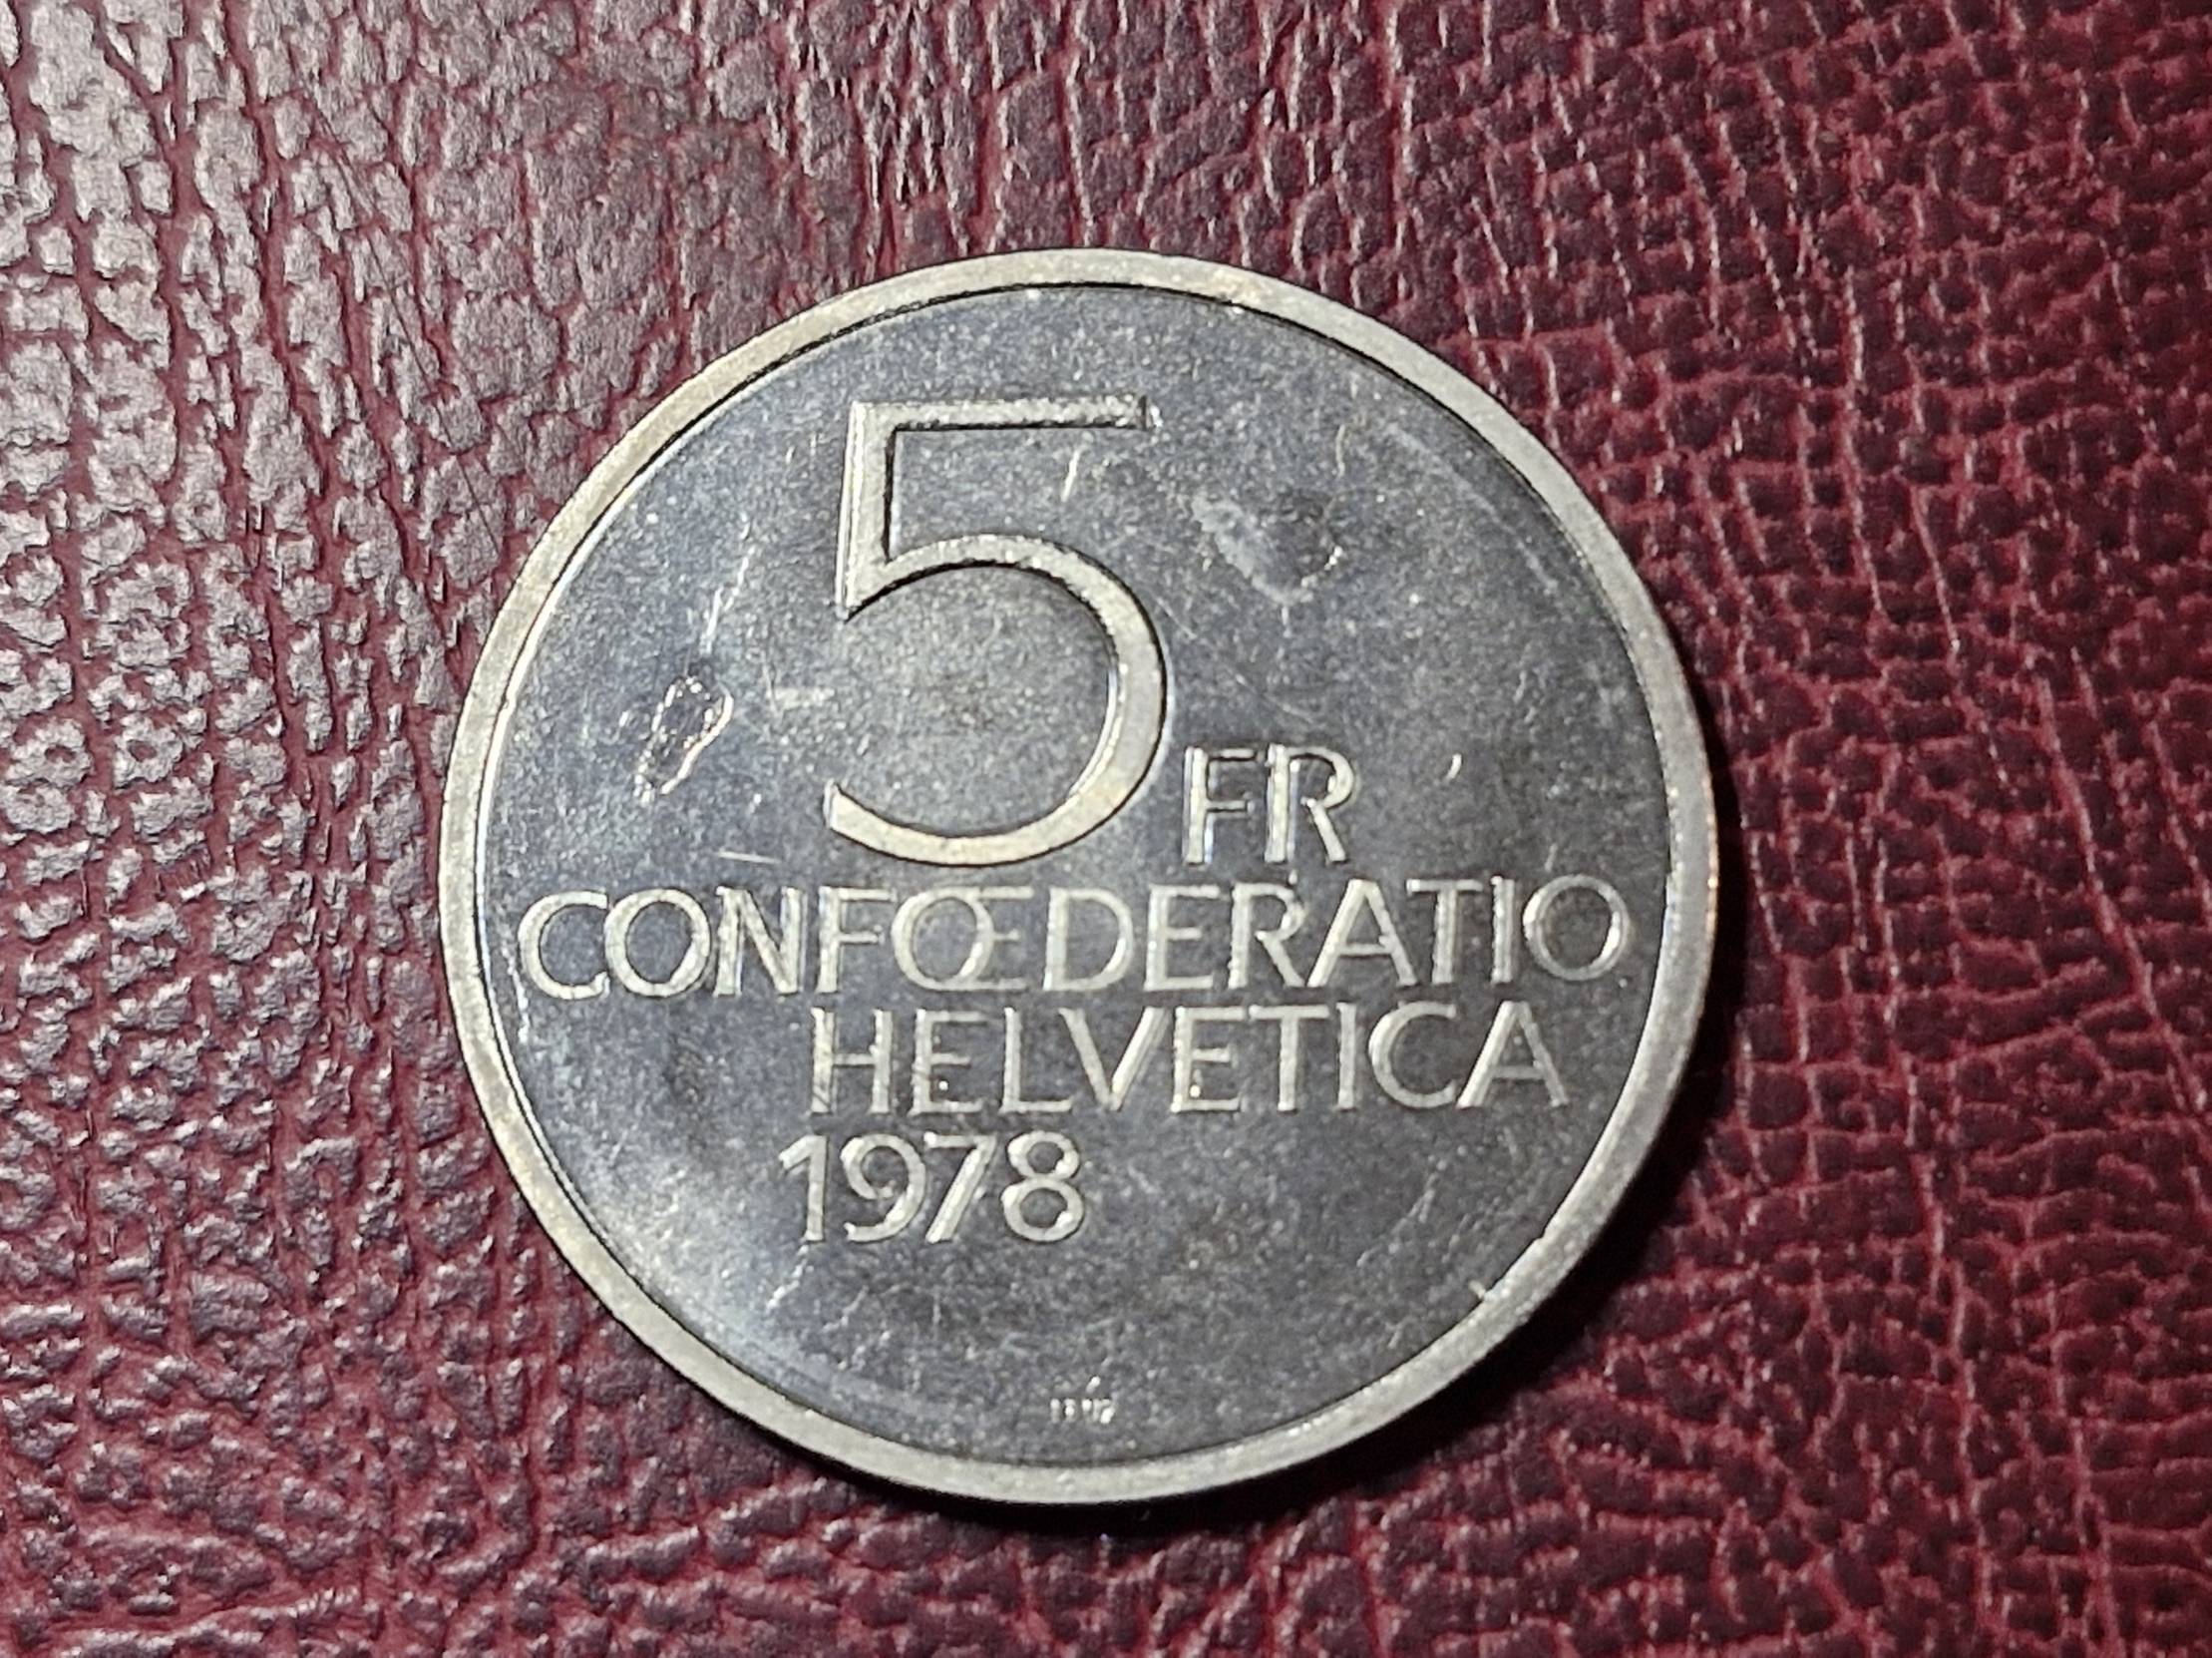 5 FR
CONFŒDERATIO
HELVETICA
1978